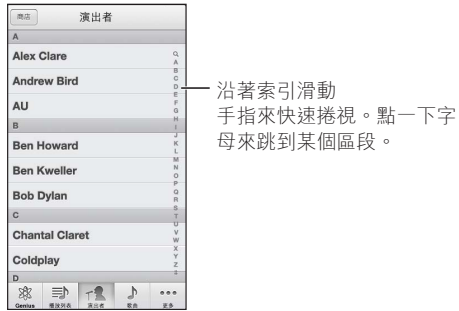 商店
演出者
A
Alex Clare
Andrew Bird
AU
B
Ben Howard
Ben Kweller
Bob Dylan
C
Chantal Claret
Coldplay
D
A
B
C
D
E
F
G
H
I
J
K
L
M
N
O
P
Q
R
S
T
U
V
W
X
Y
Z
#
Genius
播放列表
演出者
歌曲
更多
沿著索引滑動
手指來快速捲視。點一下字
母來跳到某個區段。